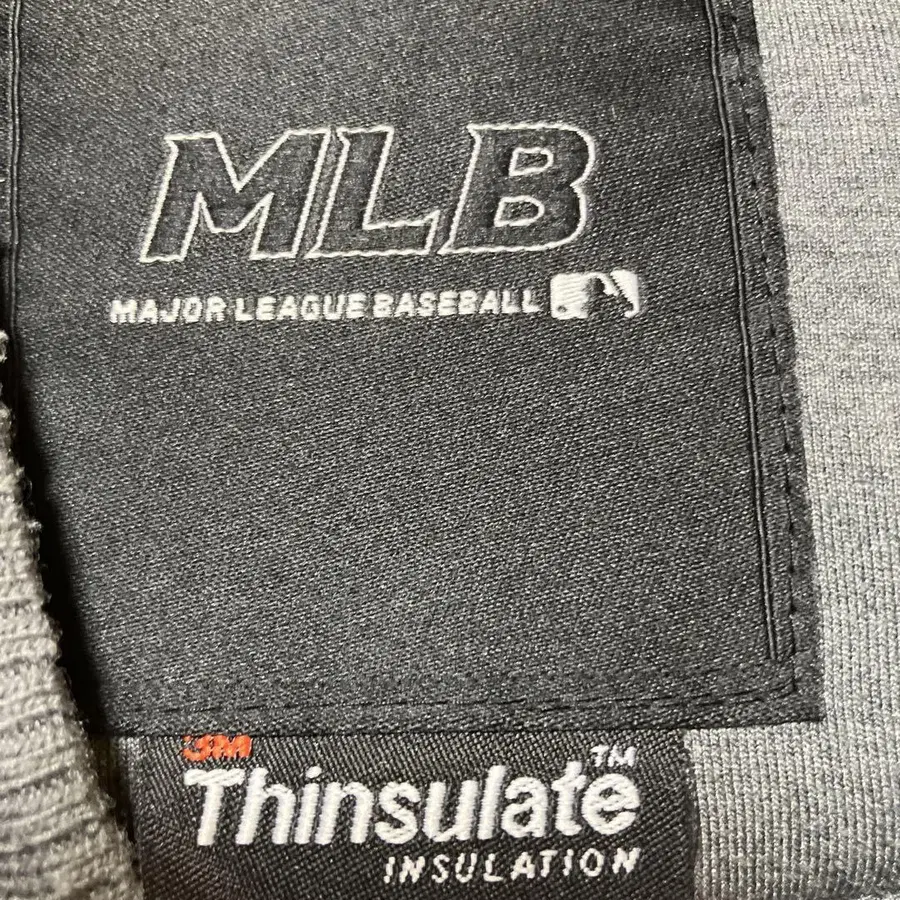 MLB
MAJOR LEAGUE BASEBALL
3M
Thinsulate™
INSULATION